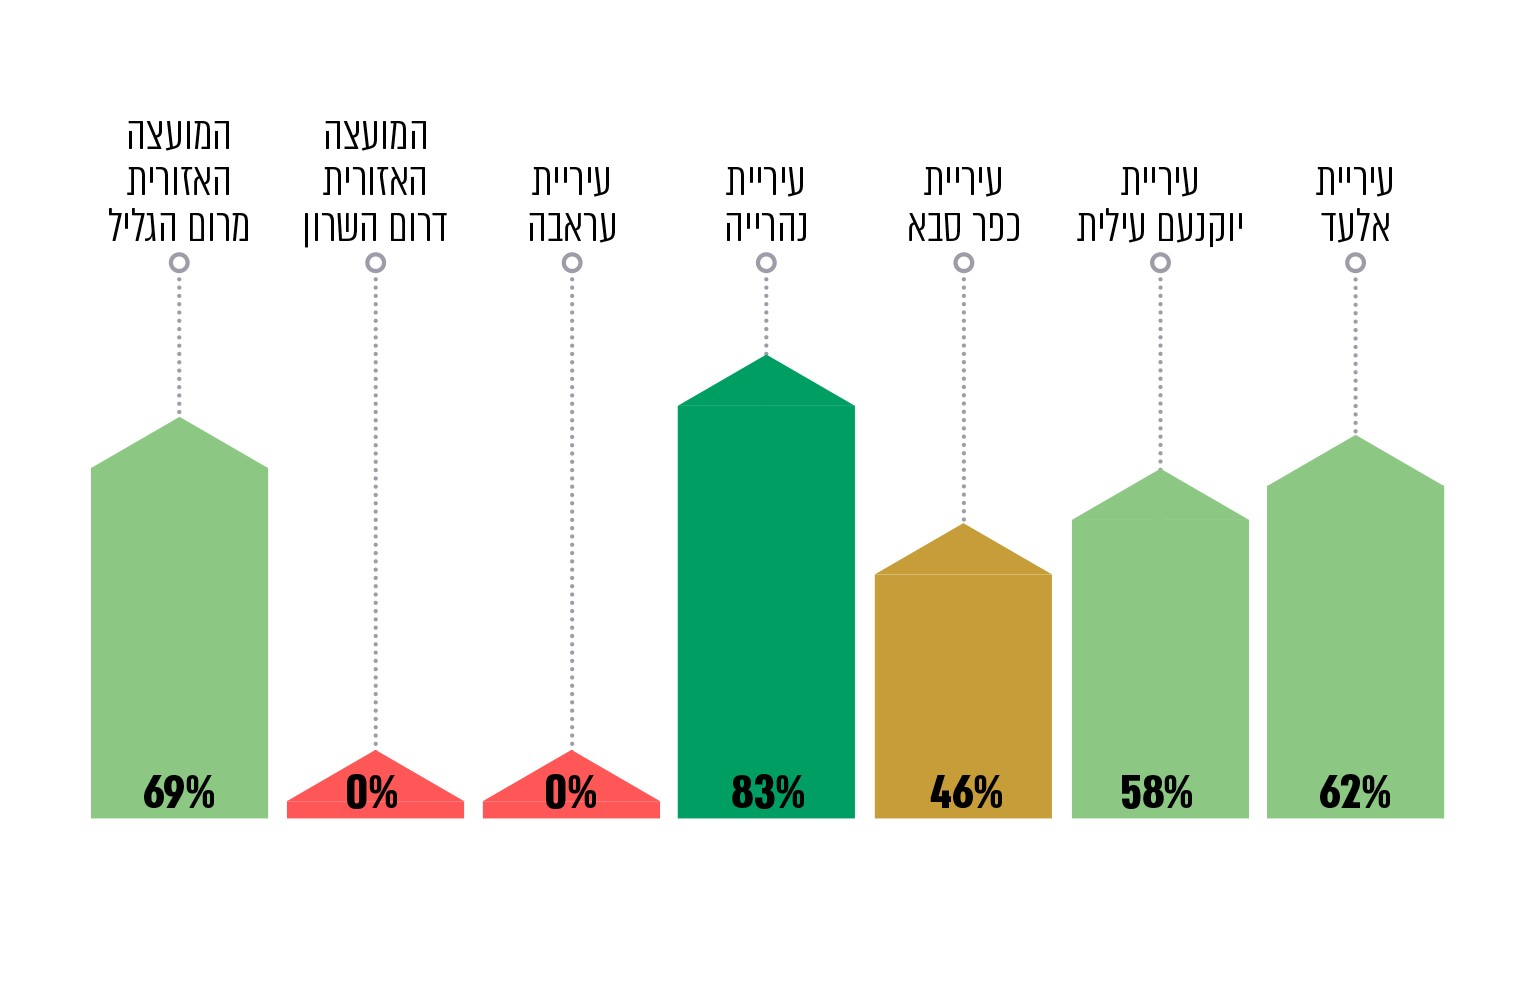 עיריית
אלעד
עיריית
יוקנעם עילית
עיריית
כפר סבא
עיריית
נהרייה
עיריית
עראבה
המועצה
האזורית
דרום השרון
המועצה
האזורית
מרום הגליל
62%
58%
46%
83%
0%
0%
69%